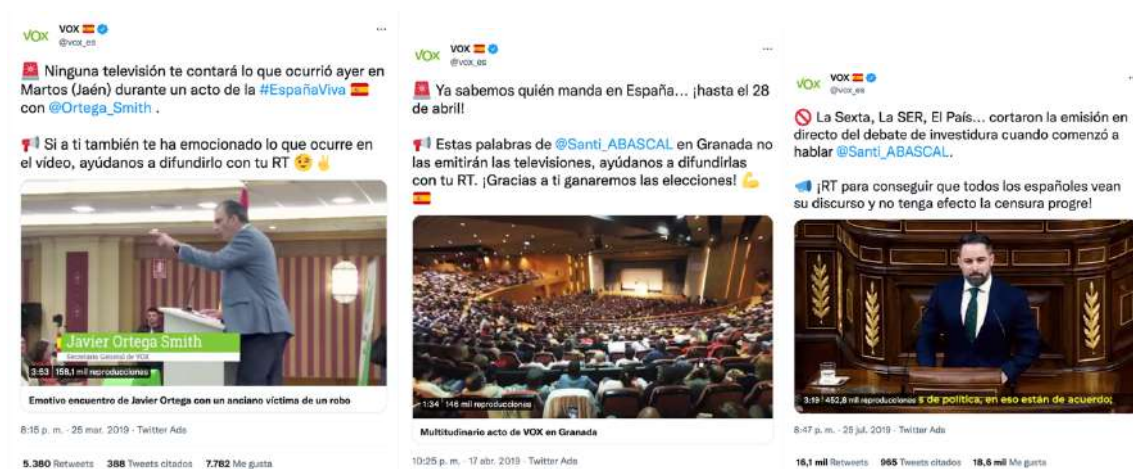 VOX
VOX 🇪🇸
@vox_es
🚨 Ninguna televisión te contará lo que ocurrió ayer en
Martos (Jaén) durante un acto de la #EspañaViva 🇪🇸
con @Ortega_Smith .
📢 Si a ti también te ha emocionado lo que ocurre en
el vídeo, ayúdanos a difundirlo con tu RT 😉✌️
Javier Ortega Smith
Secretario General de VOX
3:53 158,1 mil reproducciones
Emotivo encuentro de Javier Ortega con un anciano víctima de un robo
8:15 p. m. · 25 mar. 2019 · Twitter Ads
5.380 Retweets 388 Tweets citados 7.782 Me gusta
VOX
VOX 🇪🇸
@vox_es
🚨 Ya sabemos quién manda en España... ¡hasta el 28
de abril!
📢 Estas palabras de @Santi_ABASCAL en Granada no
las emitirán las televisiones, ayúdanos a difundirlas
con tu RT. ¡Gracias a ti ganaremos las elecciones! 💪
🇪🇸
1:34 146 mil reproducciones
Multitudinario acto de VOX en Granada
10:25 p. m. · 17 abr. 2019 · Twitter Ads
VOX
VOX 🇪🇸
@vox_es
🚫 La Sexta, La SER, El País... cortaron la emisión en
directo del debate de investidura cuando comenzó a
hablar @Santi_ABASCAL.
📢 ¡RT para conseguir que todos los españoles vean
su discurso y no tenga efecto la censura progre!
3:19 452,8 mil reproducciones s de política, en eso están de acuerdo;
8:47 p. m. · 25 jul. 2019 · Twitter Ads
16,1 mil Retweets 965 Tweets citados 18,6 mil Me gusta